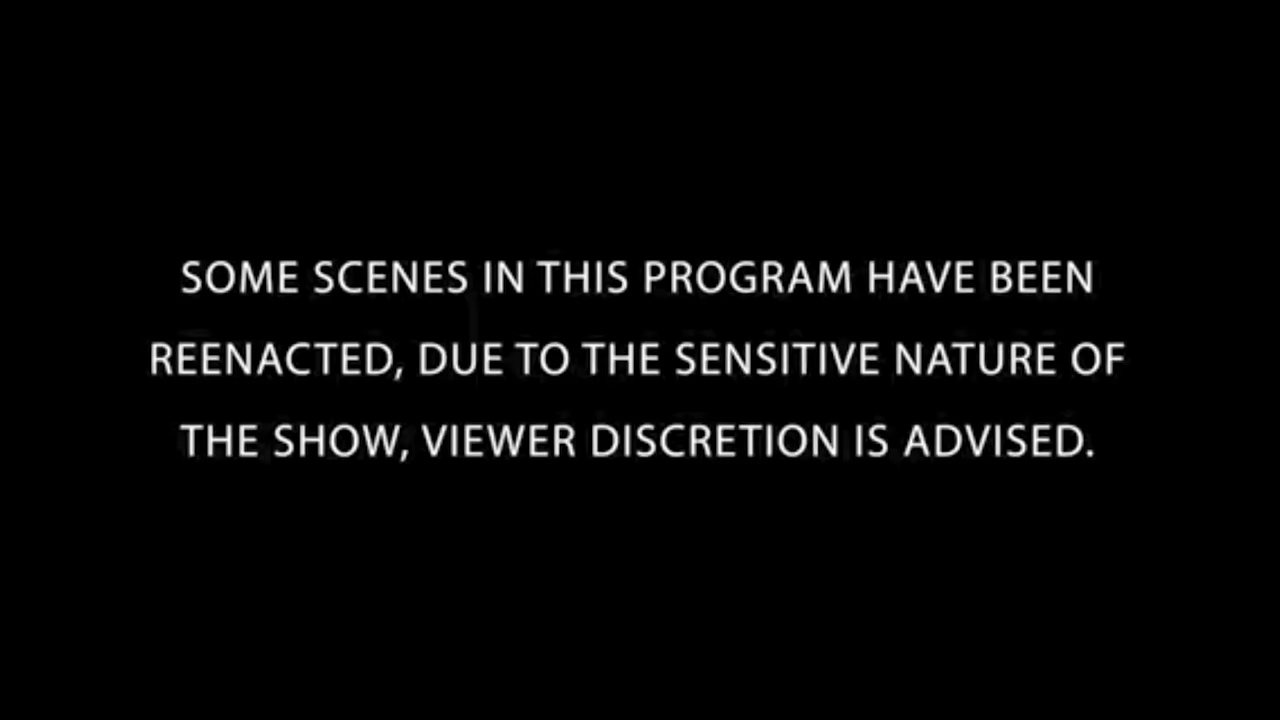 SOME SCENES IN THIS PROGRAM HAVE BEEN
REENACTED, DUE TO THE SENSITIVE NATURE OF
THE SHOW, VIEWER DISCRETION IS ADVISED.